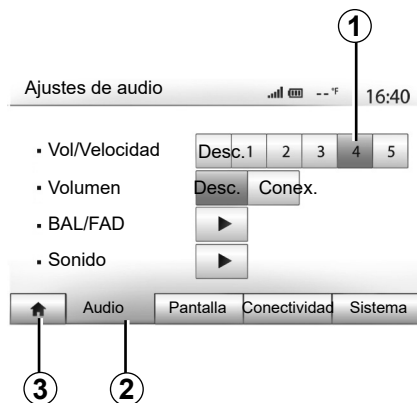 1
Ajustes de audio --°F 16:40
▪ Vol/Velocidad Desc. 1 2 3 4 5
▪ Volumen Desc. Conex.
▪ BAL/FAD
▪ Sonido
Audio Pantalla Conectividad Sistema
3 2